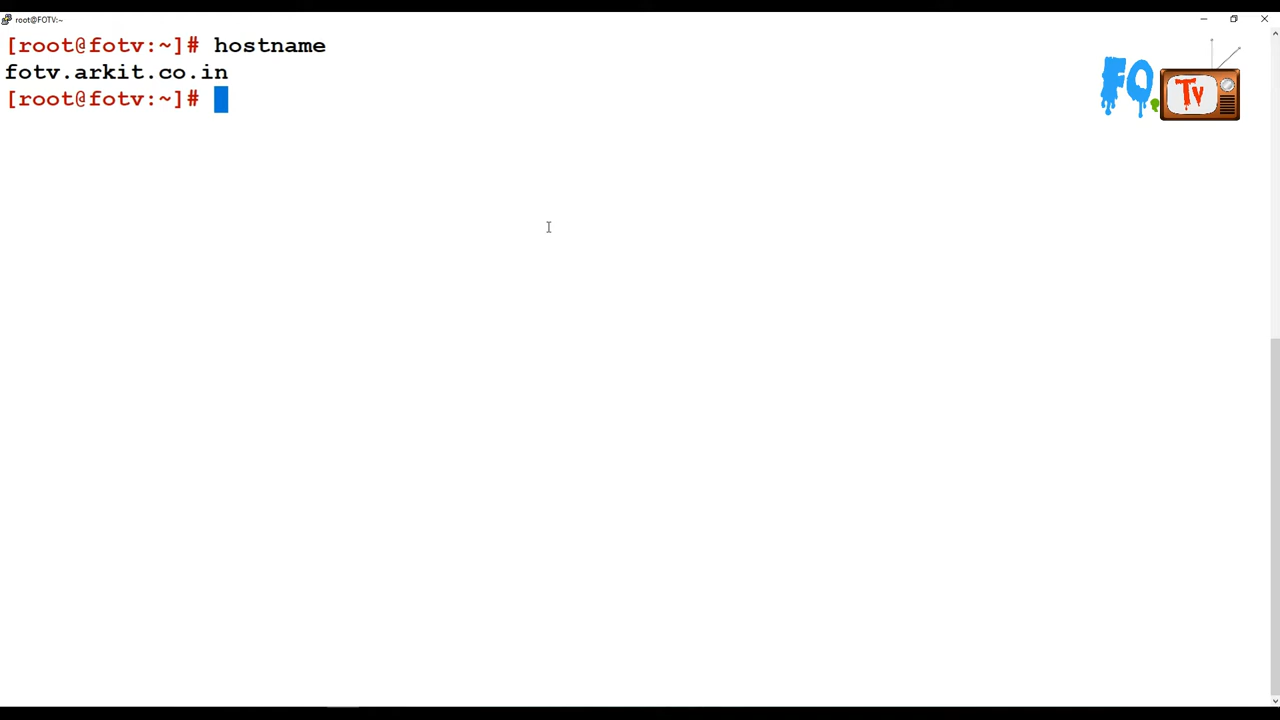 root@FOTV:~
[root@fotv:~]# hostname
fotv.arkit.co.in
[root@fotv:~]#
FO.
Tv